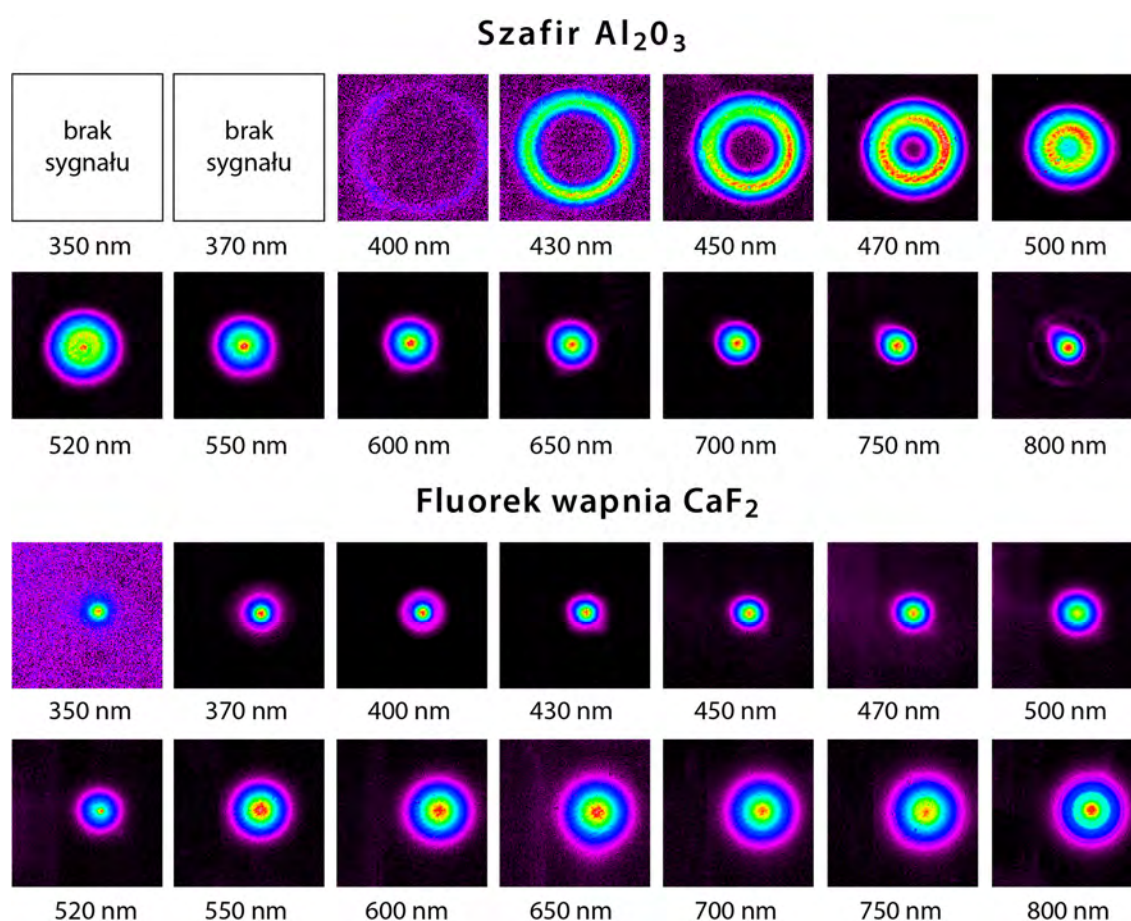 Szafir Al₂O₃
brak sygnału
brak sygnału
350 nm 370 nm 400 nm 430 nm 450 nm 470 nm 500 nm
520 nm 550 nm 600 nm 650 nm 700 nm 750 nm 800 nm
Fluorek wapnia CaF₂
350 nm 370 nm 400 nm 430 nm 450 nm 470 nm 500 nm
520 nm 550 nm 600 nm 650 nm 700 nm 750 nm 800 nm